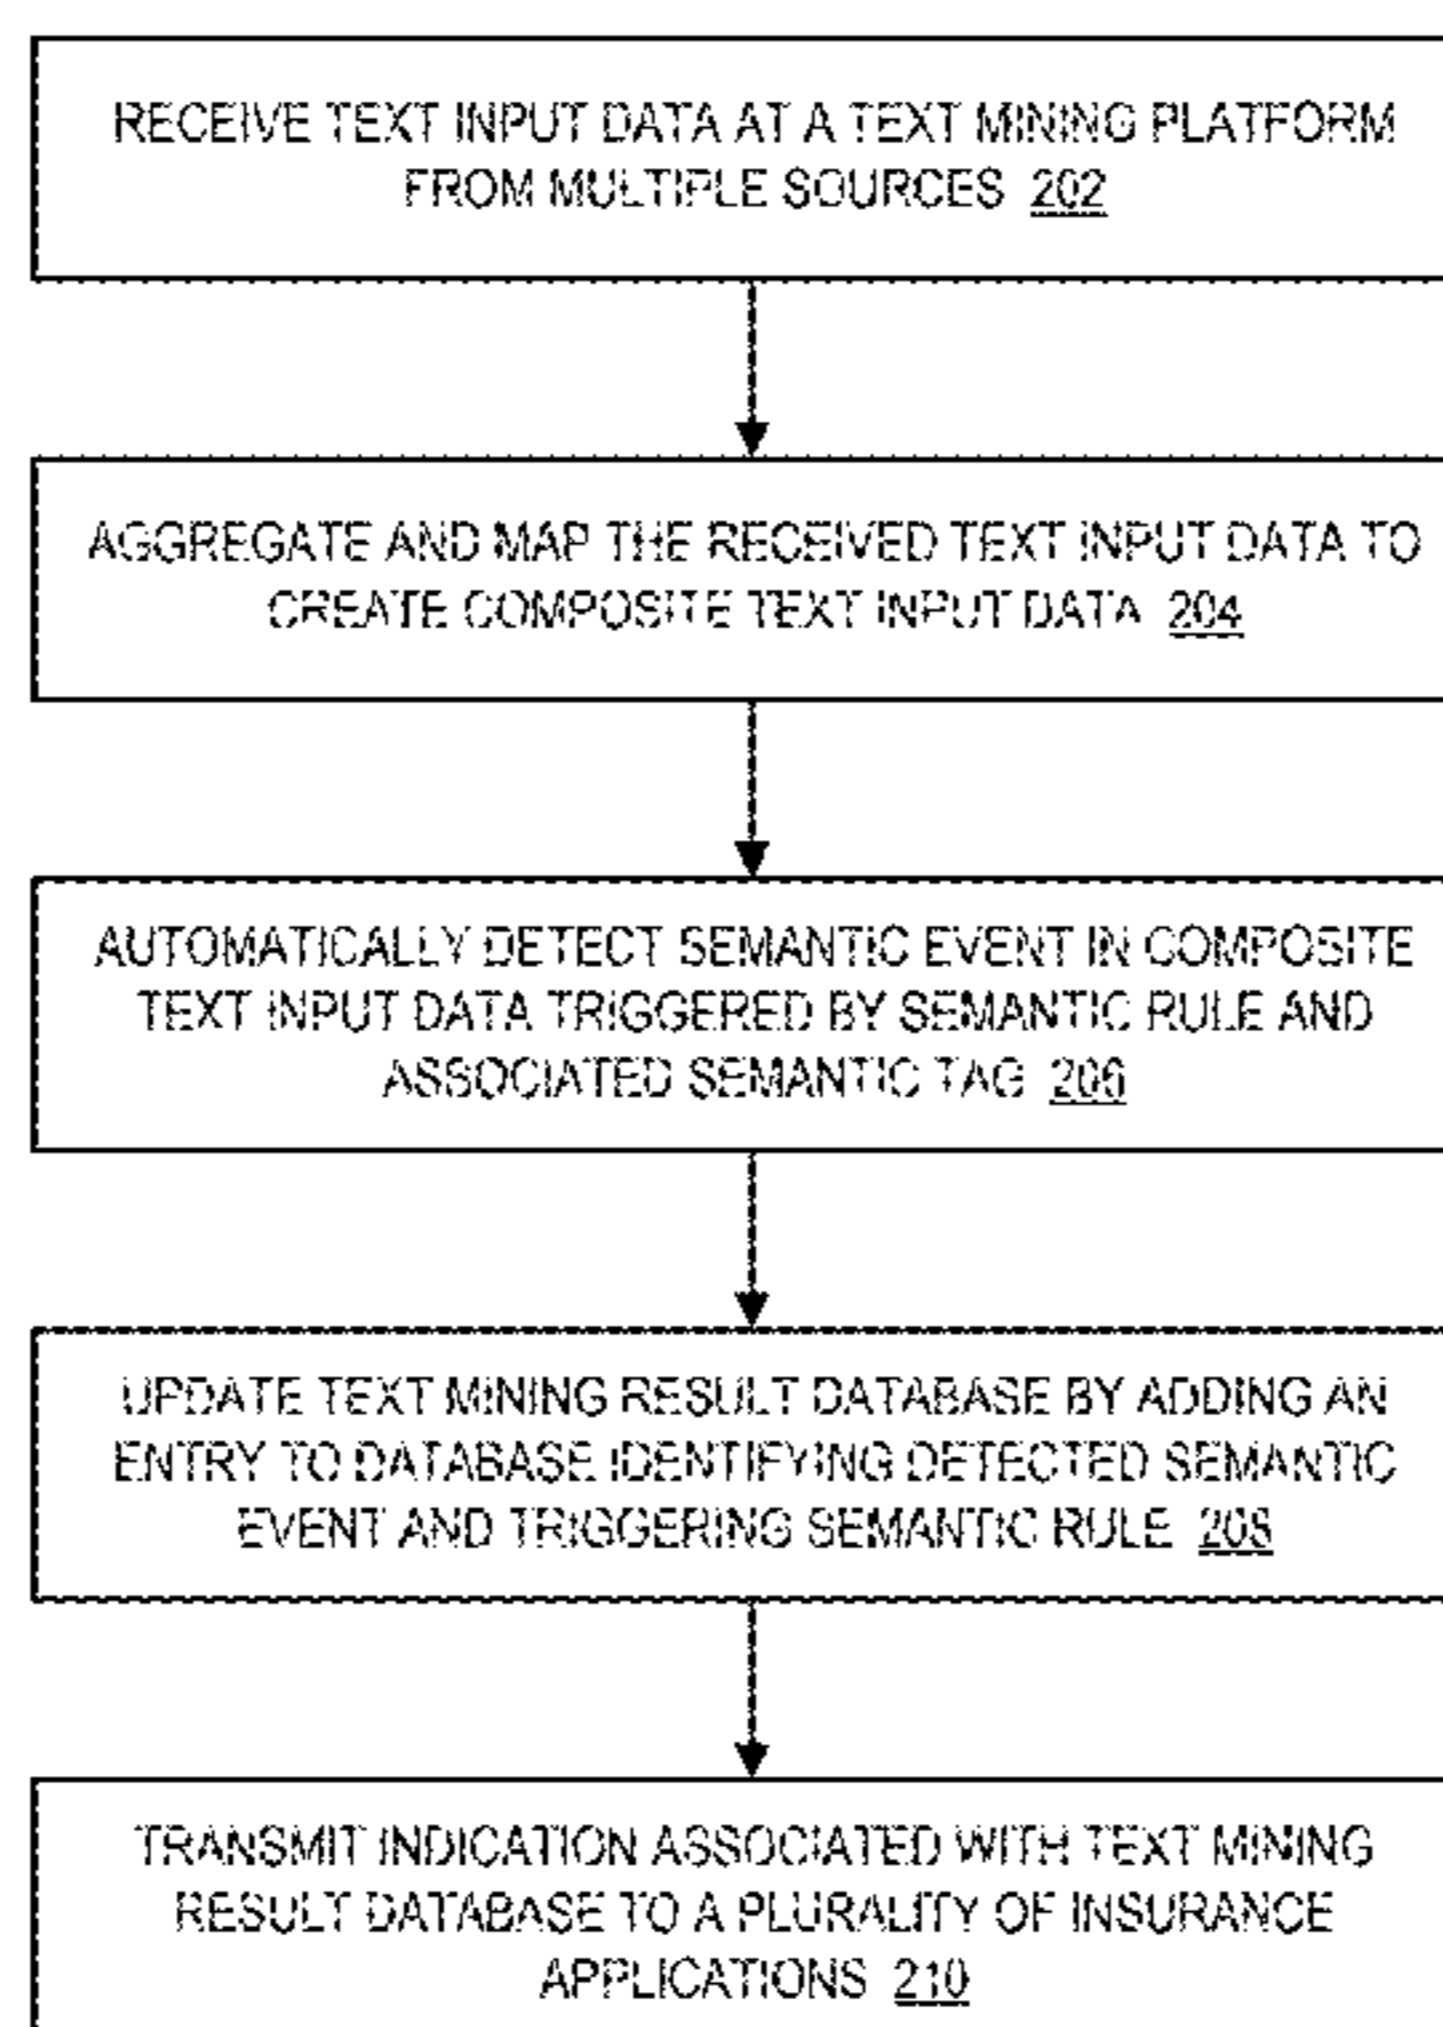 RECEIVE TEXT INPUT DATA AT A TEXT MINING PLATFORM
FROM MULTIPLE SOURCES 202
AGGREGATE AND MAP THE RECEIVED TEXT INPUT DATA TO
CREATE COMPOSITE TEXT INPUT DATA 204
AUTOMATICALLY DETECT SEMANTIC EVENT IN COMPOSITE
TEXT INPUT DATA TRIGGERED BY SEMANTIC RULE AND
ASSOCIATED SEMANTIC TAG 206
UPDATE TEXT MINING RESULT DATABASE BY ADDING AN
ENTRY TO DATABASE IDENTIFYING DETECTED SEMANTIC
EVENT AND TRIGGERING SEMANTIC RULE 208
TRANSMIT INDICATION ASSOCIATED WITH TEXT MINING
RESULT DATABASE TO A PLURALITY OF INSURANCE
APPLICATIONS 210